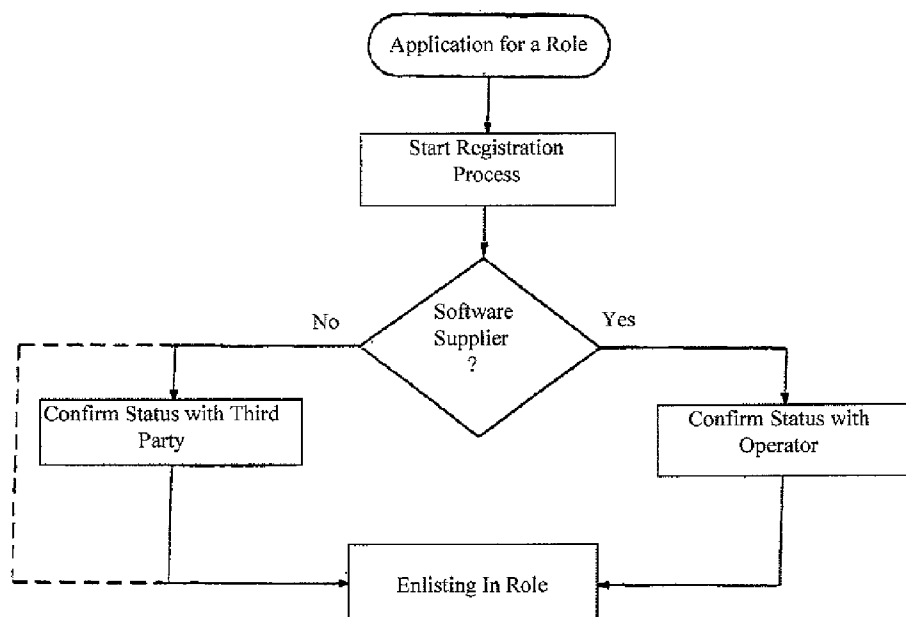 Application for a Role
Start Registration
Process
Software
Supplier
?
No
Yes
Confirm Status with Third
Party
Confirm Status with
Operator
Enlisting In Role